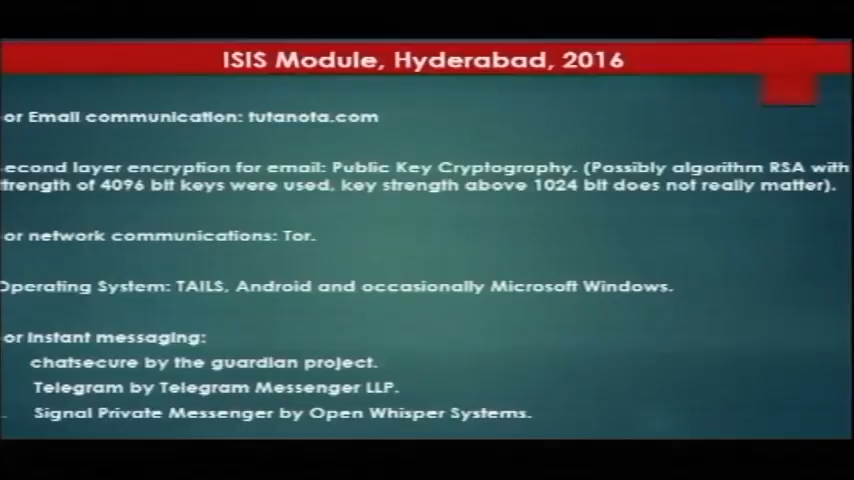 ISIS Module, Hyderabad, 2016
or Email communication: tutanota.com
econd layer encryption for email: Public Key Cryptography. (Possibly algorithm RSA with
trength of 4096 bit keys were used, key strength above 1024 bit does not really matter).
or network communications: Tor.
Operating System: TAILS, Android and occasionally Microsoft Windows.
or Instant messaging:
chatsecure by the guardian project.
Telegram by Telegram Messenger LLP.
Signal Private Messenger by Open Whisper Systems.